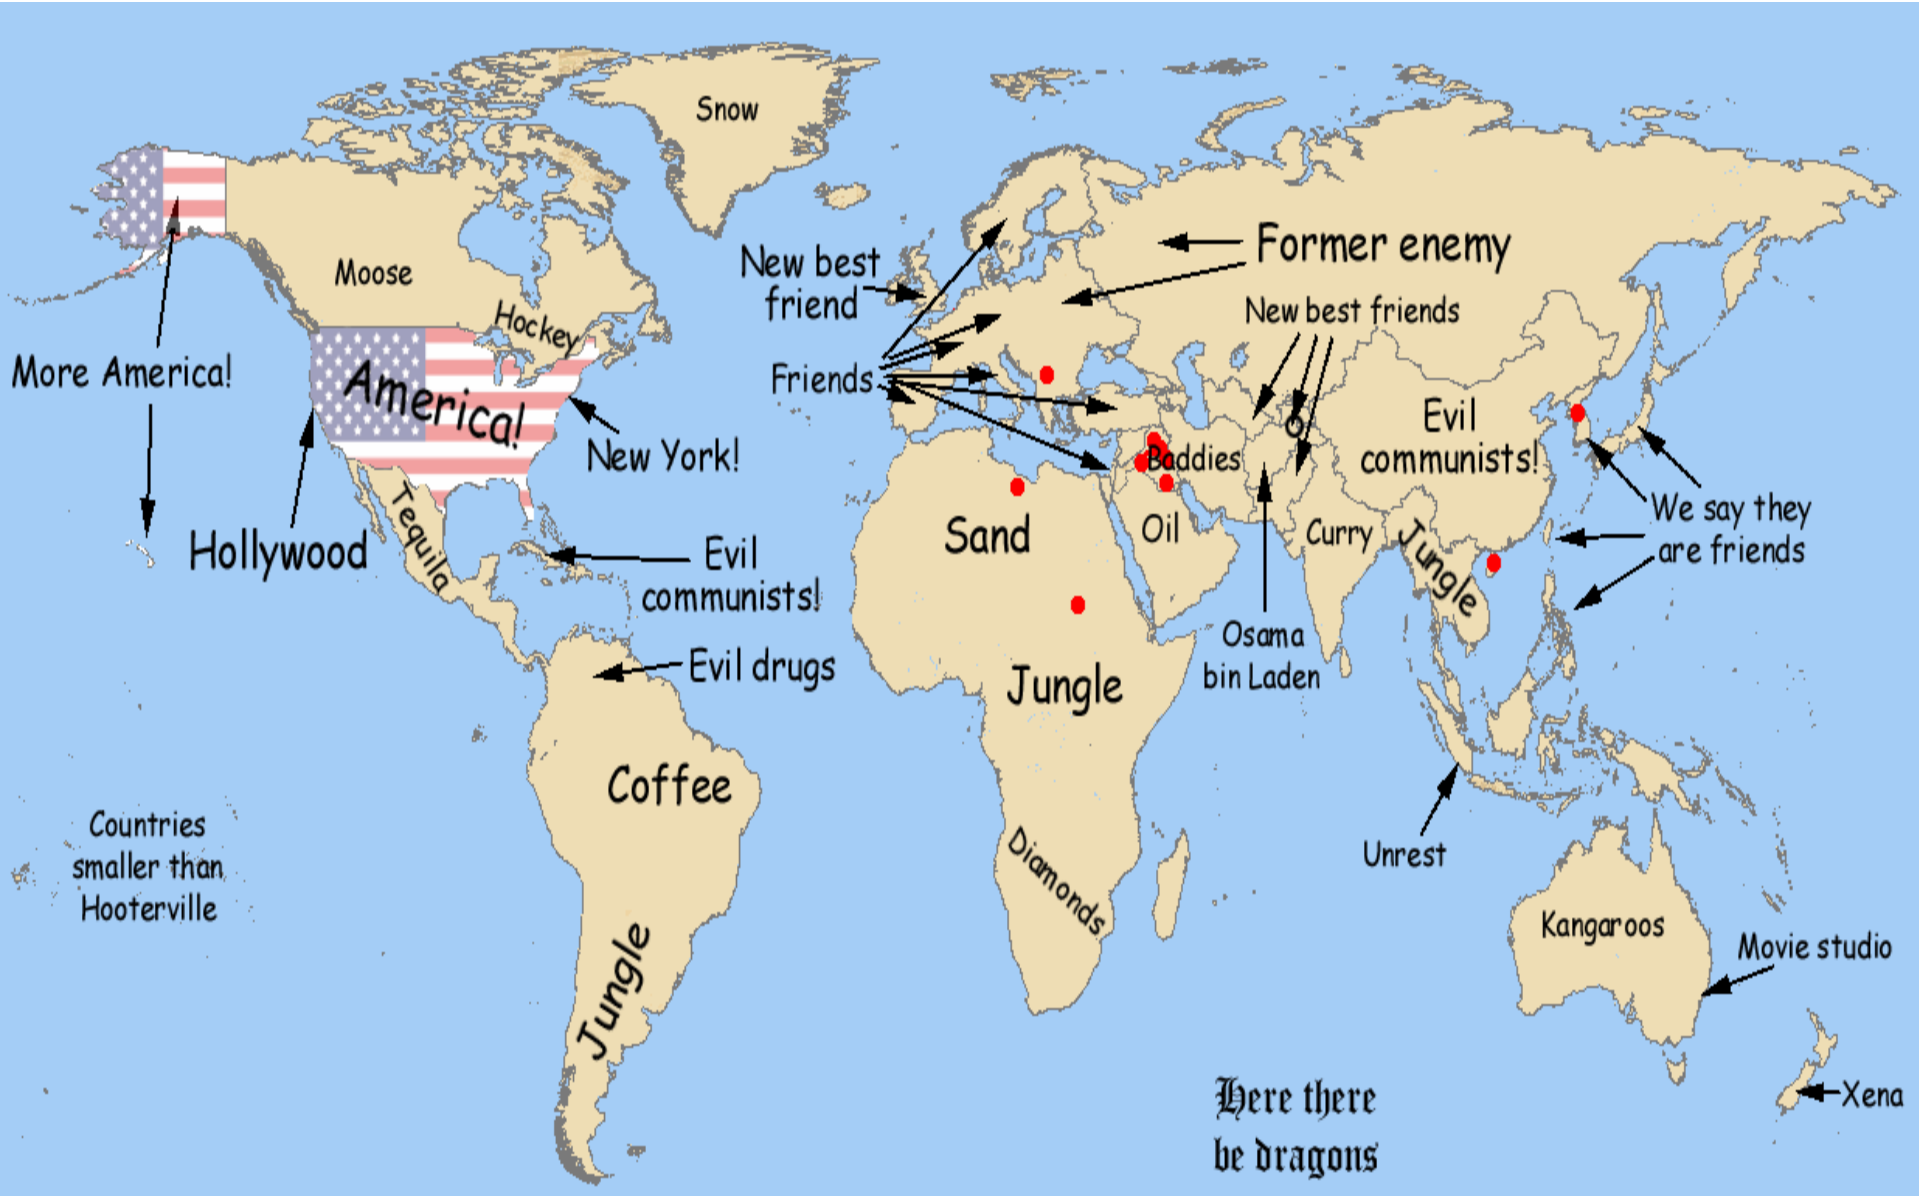 Snow
Moose
Hockey
More America!
America!
New York!
Hollywood
Tequila
Evil
communists!
Evil drugs
Coffee
Jungle
Countries
smaller than
Hooterville
New best
friend
Friends
Former enemy
New best friends
Baddies
Evil
communists!
Sand
Oil
Curry
Jungle
We say they
are friends
Osama
bin Laden
Jungle
Diamonds
Unrest
Kangaroos
Movie studio
Xena
Here there
be dragons